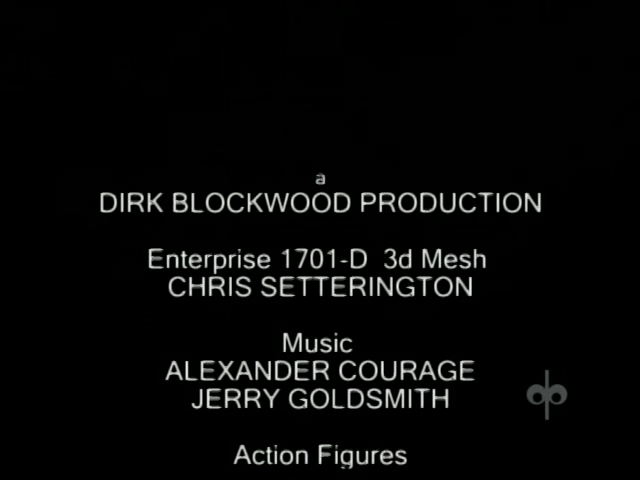 a
DIRK BLOCKWOOD PRODUCTION
Enterprise 1701-D 3d Mesh
CHRIS SETTERINGTON
Music
ALEXANDER COURAGE
JERRY GOLDSMITH
Action Figures